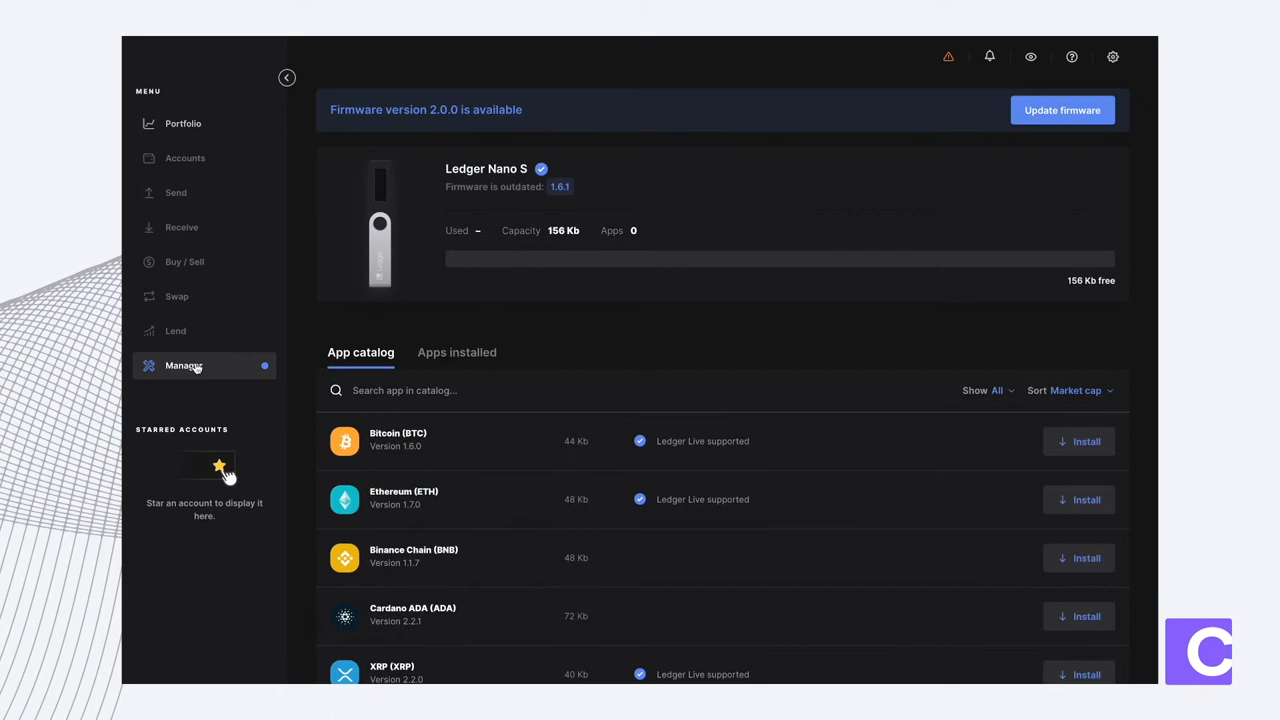 MENU
Portfolio
Accounts
Send
Receive
Buy / Sell
Swap
Lend
Manager
STARRED ACCOUNTS
Star an account to display it
here.
Firmware version 2.0.0 is available
Update firmware
Ledger Nano S
Firmware is outdated: 1.6.1
Used – Capacity 156 Kb Apps 0
156 Kb free
App catalog Apps installed
Search app in catalog... Show All Sort Market cap
Bitcoin (BTC)
Version 1.6.0
44 Kb Ledger Live supported Install
Ethereum (ETH)
Version 1.7.0
48 Kb Ledger Live supported Install
Binance Chain (BNB)
Version 1.1.7
48 Kb Install
Cardano ADA (ADA)
Version 2.2.1
72 Kb Install
XRP (XRP)
Version 2.2.0
40 Kb Ledger Live supported Install
C